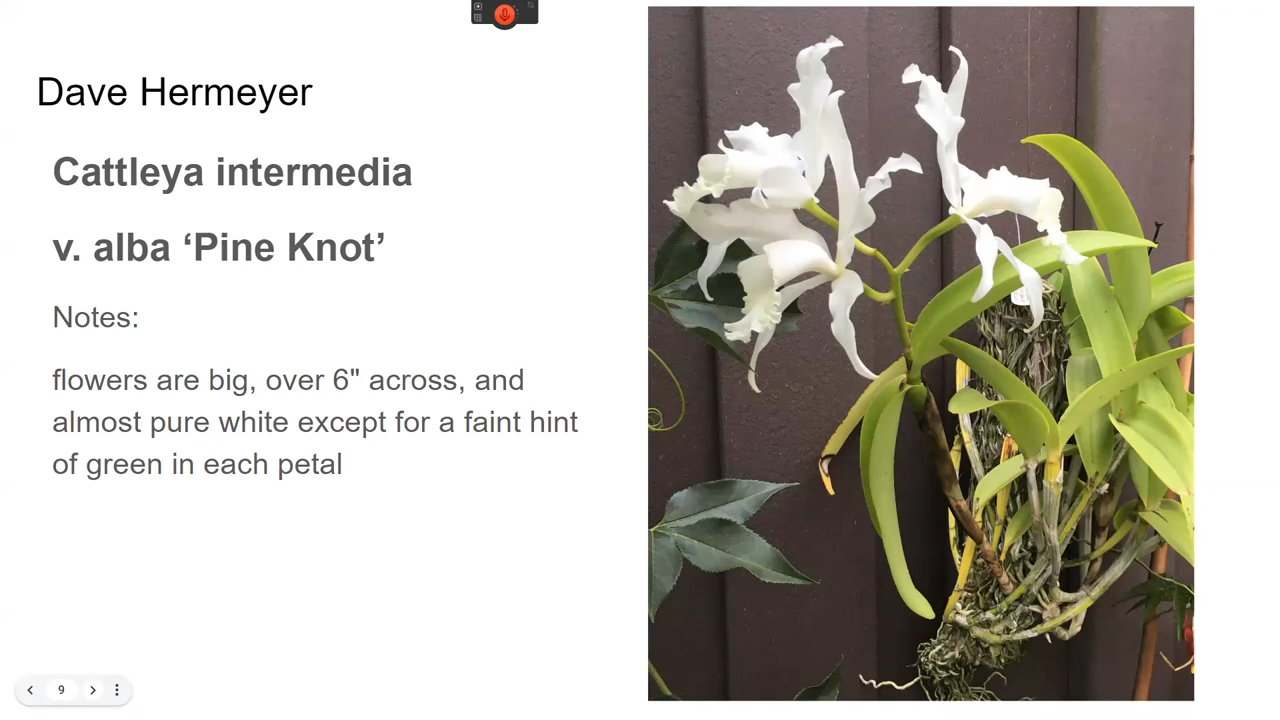 Dave Hermeyer
Cattleya intermedia
v. alba ‘Pine Knot’
Notes:
flowers are big, over 6" across, and
almost pure white except for a faint hint
of green in each petal
9